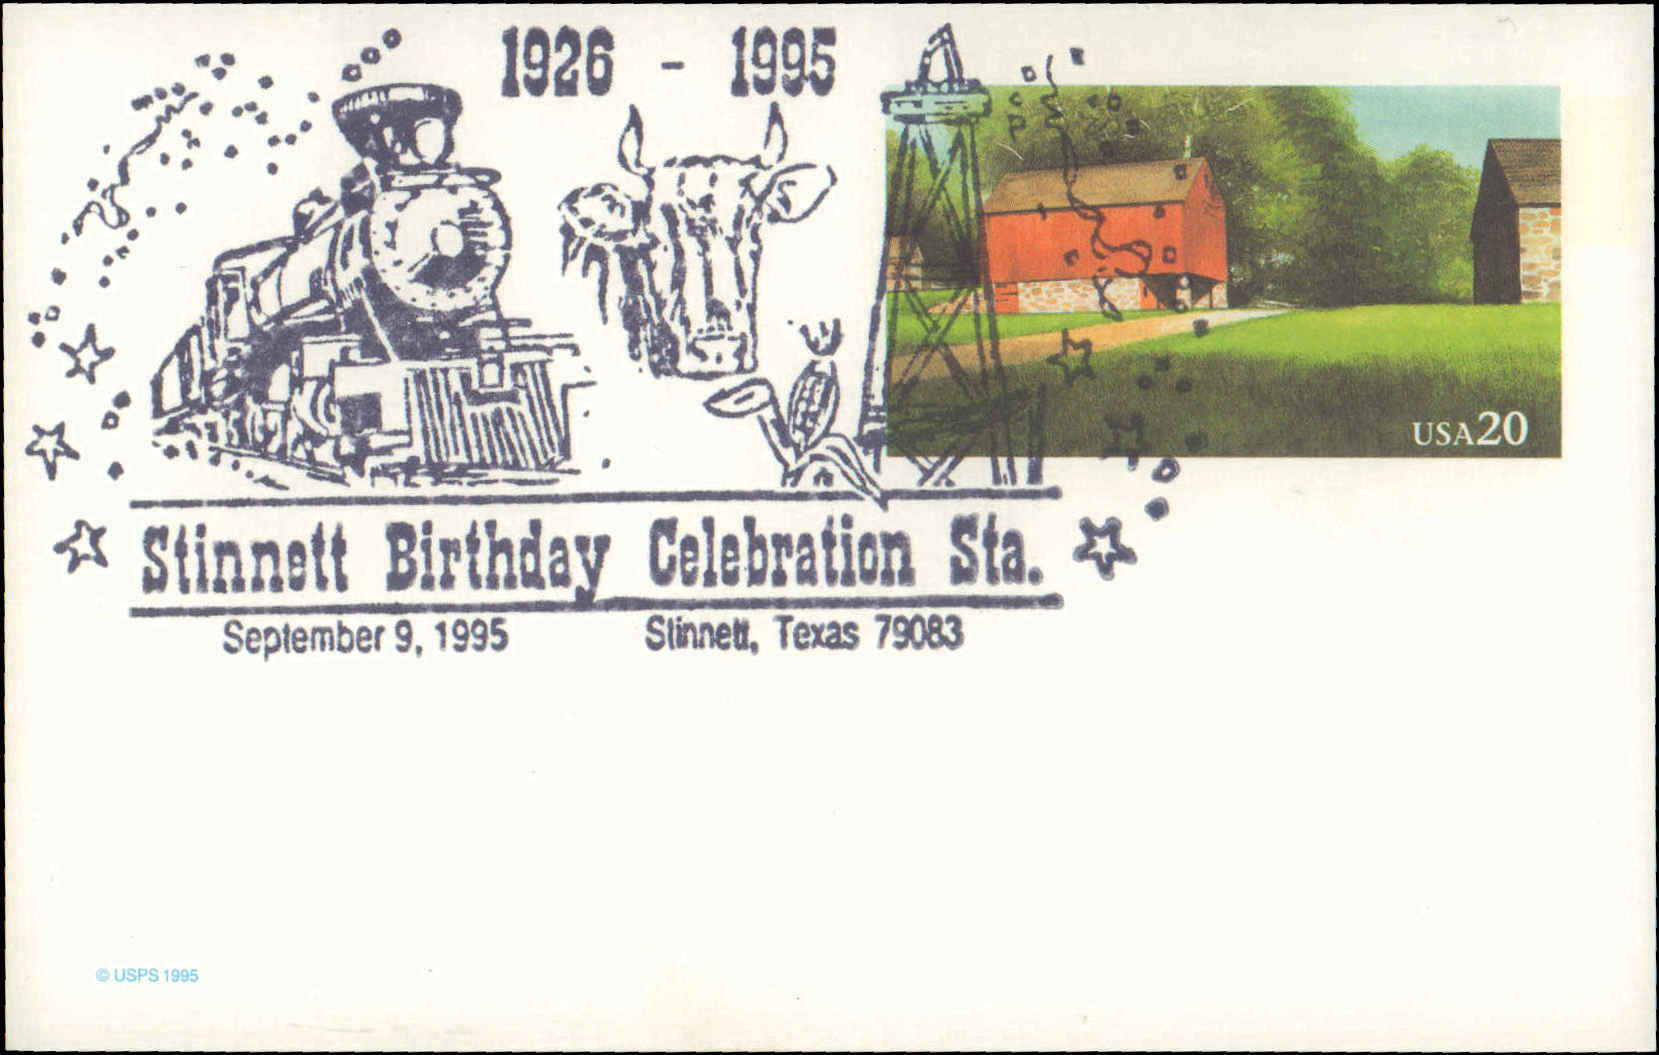 1926 - 1995
USA20
Stinnett Birthday Celebration Sta.
September 9, 1995 Stinnett, Texas 79083
© USPS 1995